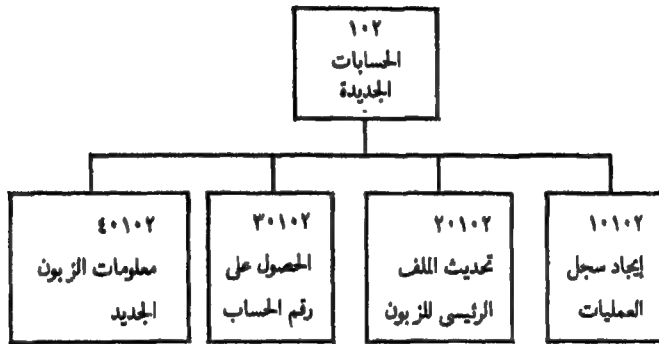 ١٠٢
الحسابات
الجديدة
١٠١٠٢
إيجاد سجل
العمليات
٢٠١٠٢
تحديث الملف
الرئيسي للزبون
٣٠١٠٢
الحصول على
رقم الحساب
٤٠١٠٢
معلومات الزبون
الجديد